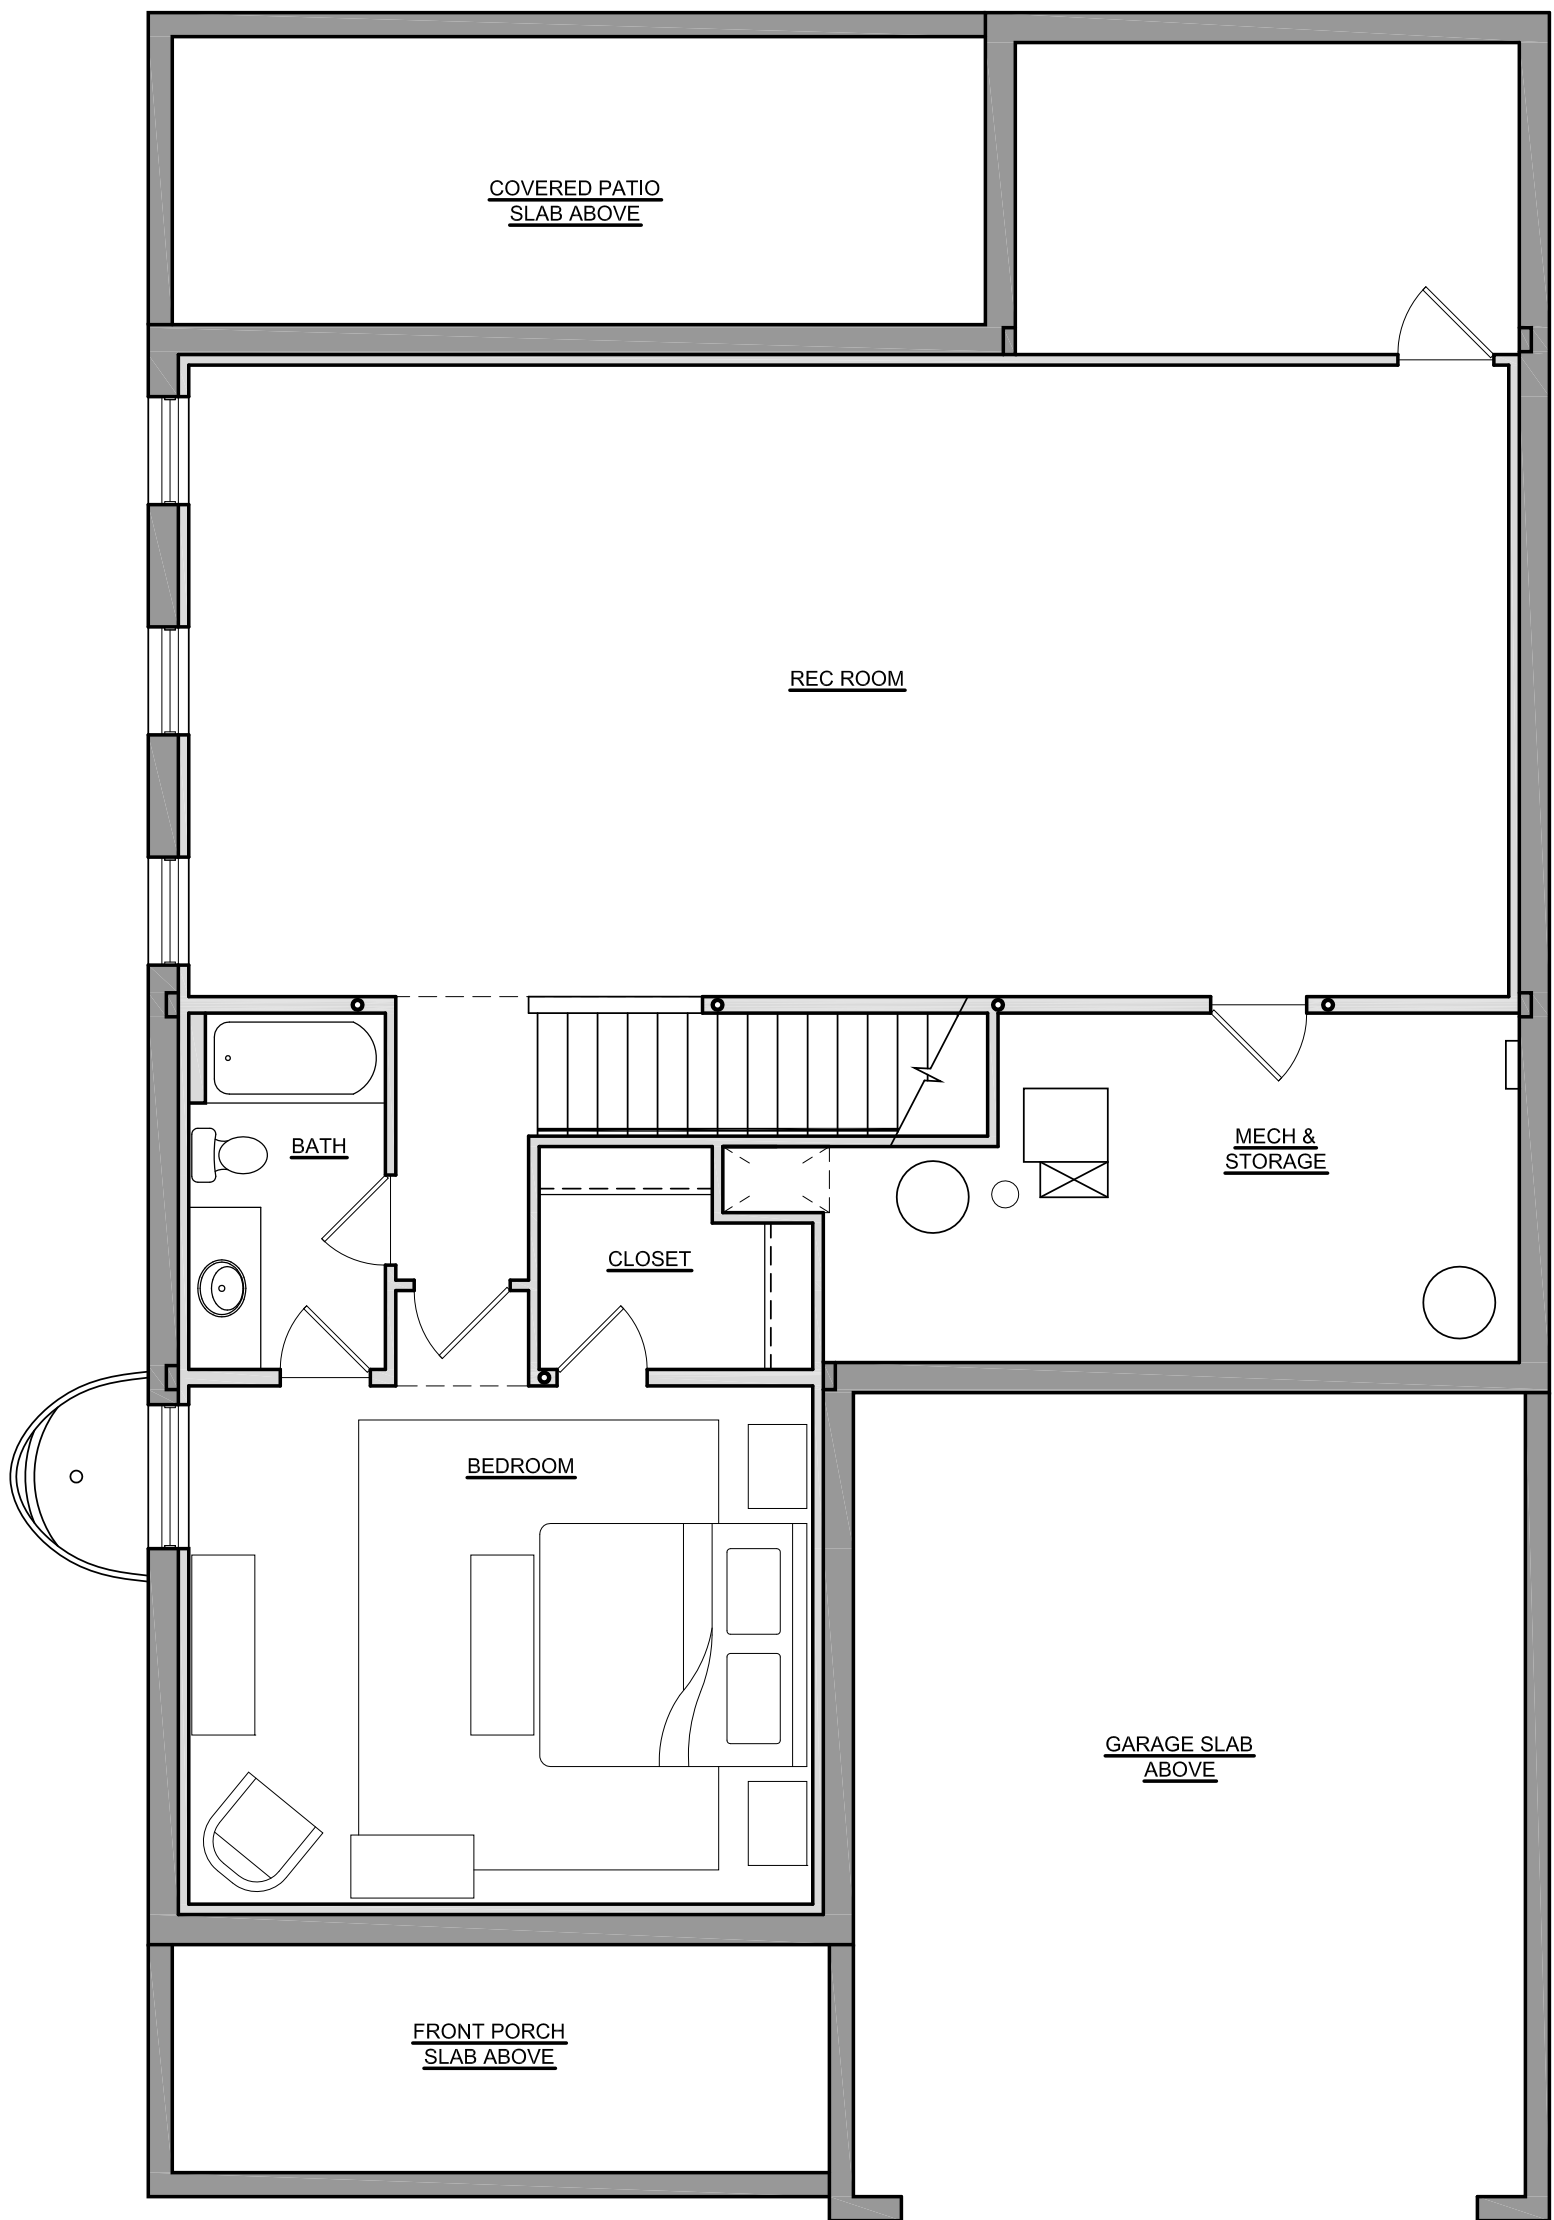 COVERED PATIO
SLAB ABOVE
REC ROOM
BATH
MECH &
STORAGE
CLOSET
BEDROOM
GARAGE SLAB
ABOVE
FRONT PORCH
SLAB ABOVE